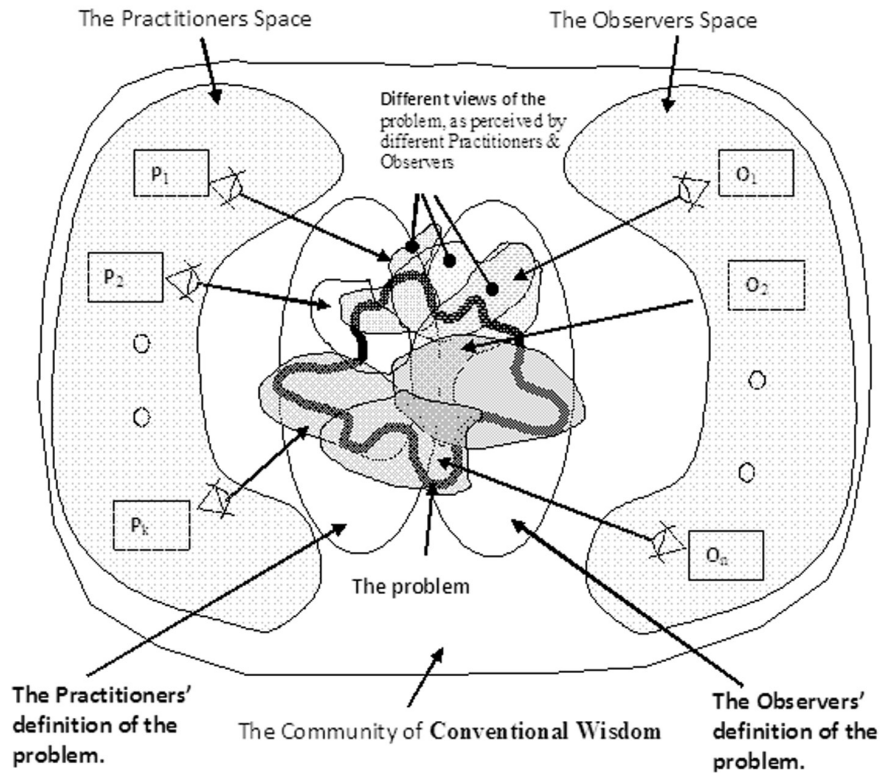 The Practitioners Space
The Observers Space
Different views of the
problem, as perceived by
different Practitioners &
Observers
P1
O1
P2
O2
Pk
On
The problem
The Practitioners’
definition of the
problem.
The Community of Conventional Wisdom
The Observers’
definition of the
problem.